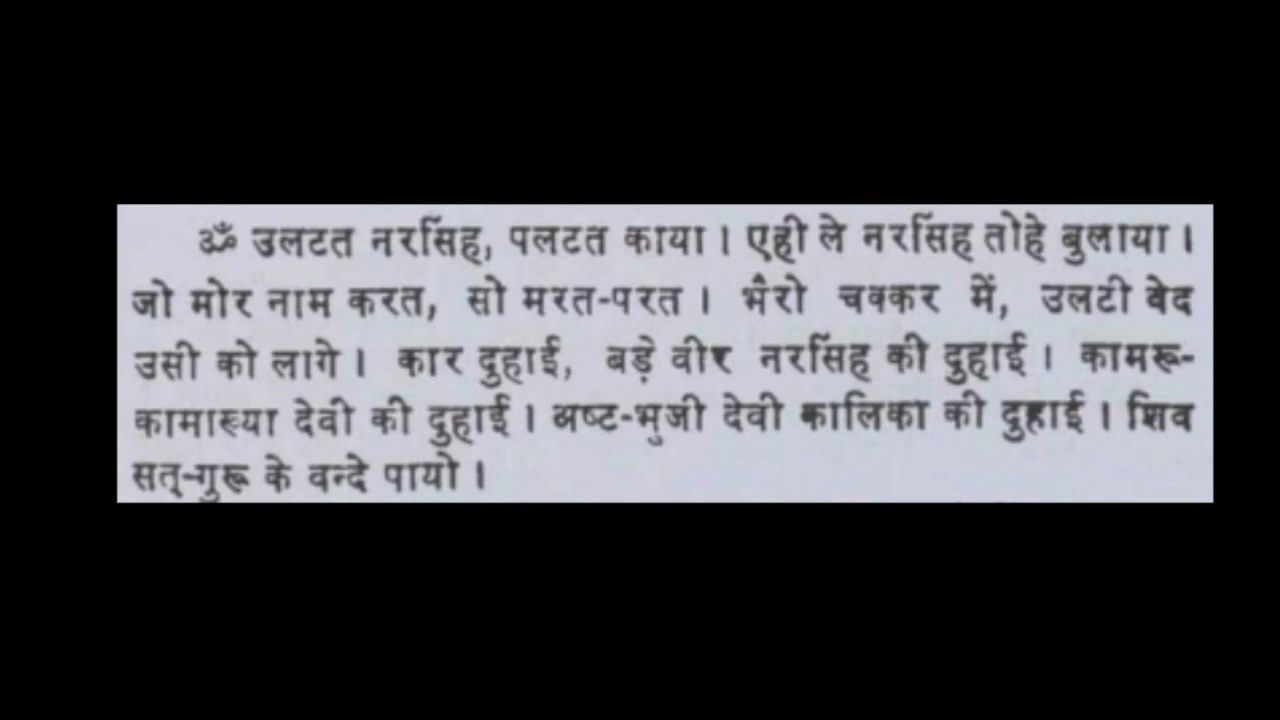 ॐ उलटत नरसिंह, पलटत काया । एही ले नरसिंह तोहे बुलाया ।
जो मोर नाम करत, सो मरत-परत । भैरो चक्कर में, उलटी वेद
उसी को लागे । कार दुहाई, बड़े वीर नरसिंह की दुहाई । कामरू-
कामाख्या देवी की दुहाई । अष्ट-भुजी देवी कालिका की दुहाई । शिव
सत्-गुरू के वन्दे पायो ।